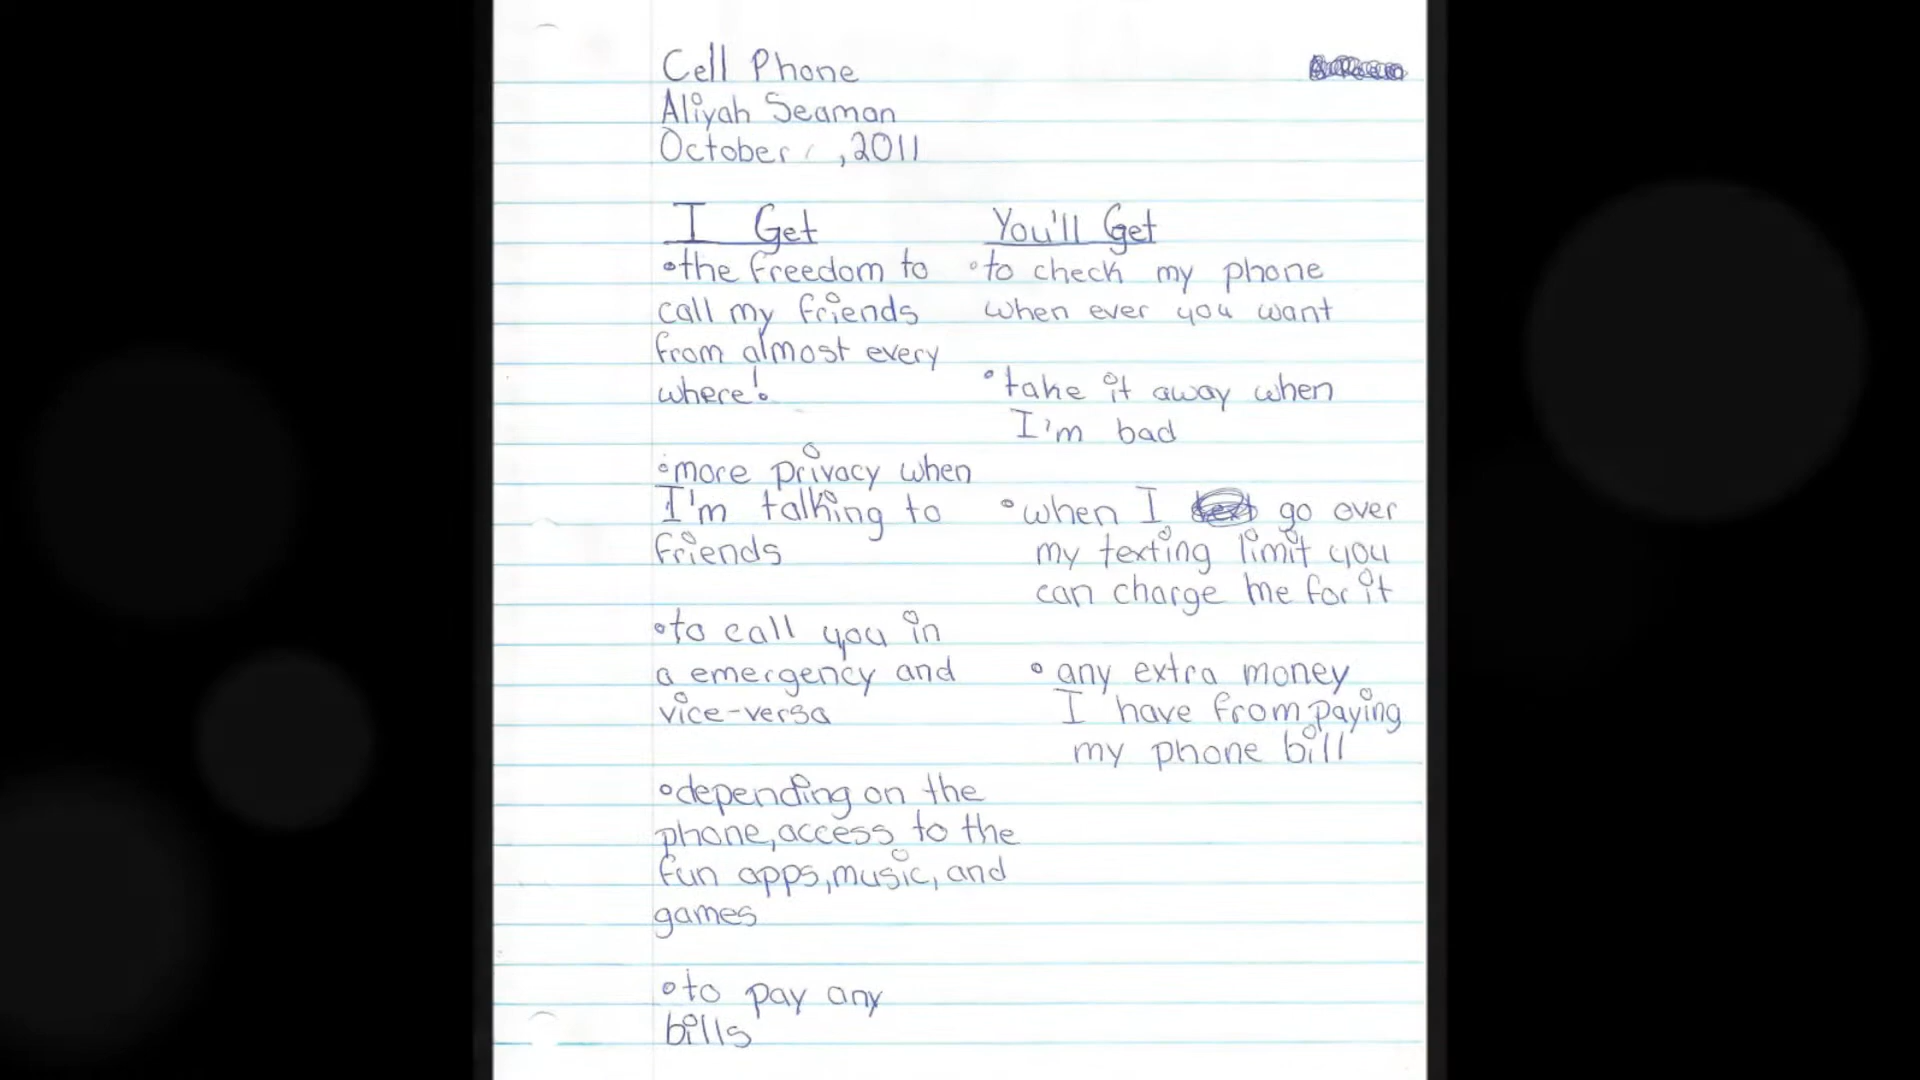 Cell Phone
Aliyah Seaman
October , 2011
I Get
•the freedom to
call my friends
from almost every
where!
•more privacy when
I'm talking to
friends
•to call you in
a emergency and
vice-versa
•depending on the
phone, access to the
fun apps, music, and
games
•to pay any
bills
You'll Get
•to check my phone
when ever you want
•take it away when
I'm bad
•when I go over
my texting limit you
can charge me for it
•any extra money
I have from paying
my phone bill